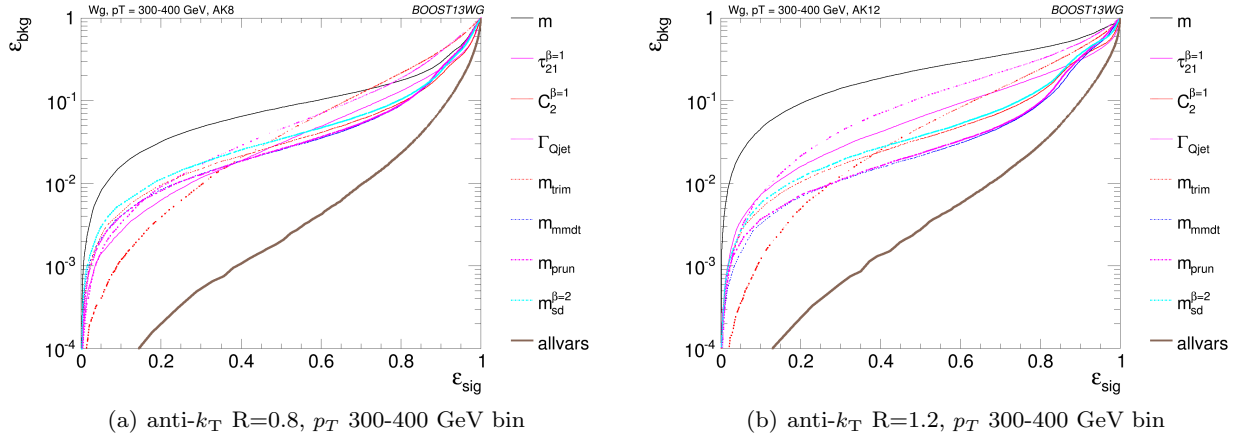 Wg, pT = 300-400 GeV, AK8 BOOST13WG
ε_bkg
1
10⁻¹
10⁻²
10⁻³
10⁻⁴
0 0.2 0.4 0.6 0.8 1
ε_sig
m
τ₂₁^β=1
C₂^β=1
Γ_Qjet
m_trim
m_mmdt
m_prun
m_sd^β=2
allvars
(a) anti-k_T R=0.8, p_T 300-400 GeV bin
Wg, pT = 300-400 GeV, AK12 BOOST13WG
ε_bkg
1
10⁻¹
10⁻²
10⁻³
10⁻⁴
0 0.2 0.4 0.6 0.8 1
ε_sig
m
τ₂₁^β=1
C₂^β=1
Γ_Qjet
m_trim
m_mmdt
m_prun
m_sd^β=2
allvars
(b) anti-k_T R=1.2, p_T 300-400 GeV bin